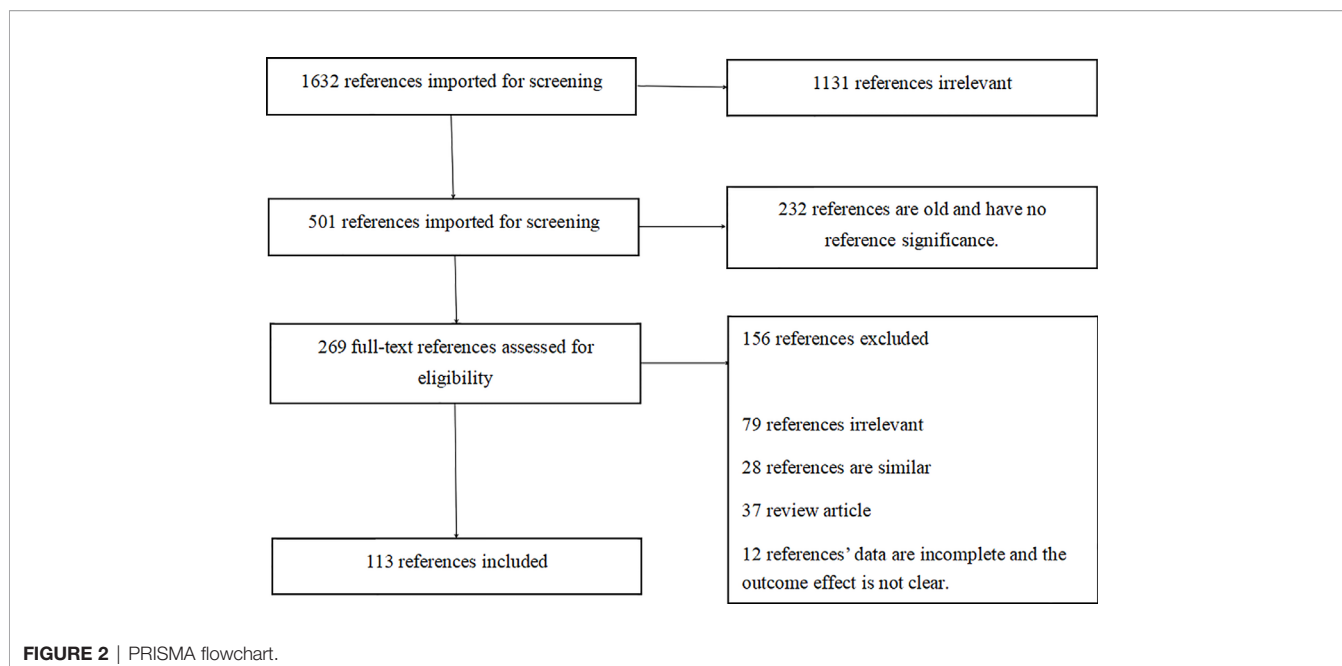 1632 references imported for screening
1131 references irrelevant
501 references imported for screening
232 references are old and have no
reference significance.
269 full-text references assessed for
eligibility
156 references excluded
79 references irrelevant
28 references are similar
37 review article
12 references’ data are incomplete and the
outcome effect is not clear.
113 references included
FIGURE 2 | PRISMA flowchart.